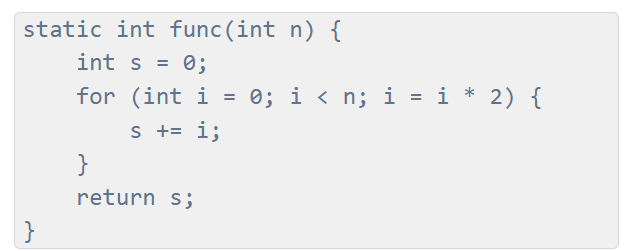 static int func(int n) {
    int s = 0;
    for (int i = 0; i < n; i = i * 2) {
        s += i;
    }
    return s;
}